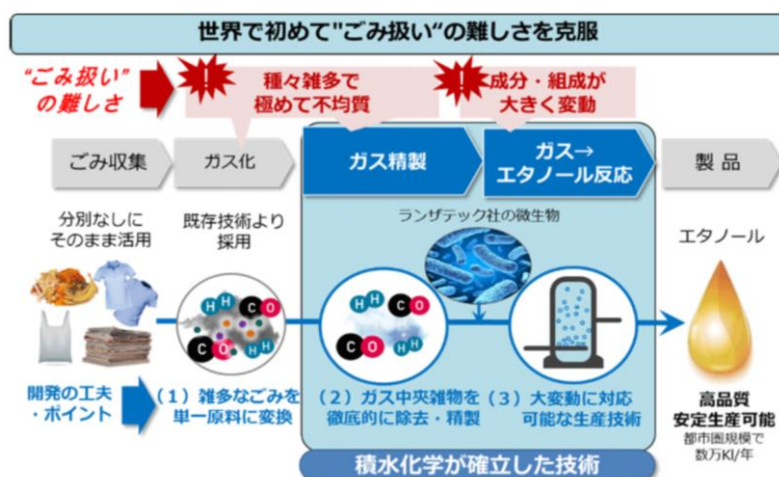 世界で初めて"ごみ扱い“の難しさを克服
“ごみ扱い”
の難しさ
!
種々雑多で
極めて不均質
!
成分・組成が
大きく変動
ごみ収集
ガス化
ガス精製
ガス→
エタノール反応
製品
分別なしに
そのまま活用
既存技術より
採用
ランザテック社の微生物
エタノール
H H C O
C O H H
H H
C O
開発の工夫
・ポイント
（1）雑多なごみを
単一原料に変換
（2）ガス中夾雑物を
徹底的に除去・精製
（3）大変動に対応
可能な生産技術
高品質
安定生産可能
都市圏規模で
数万Kl/年
積水化学が確立した技術